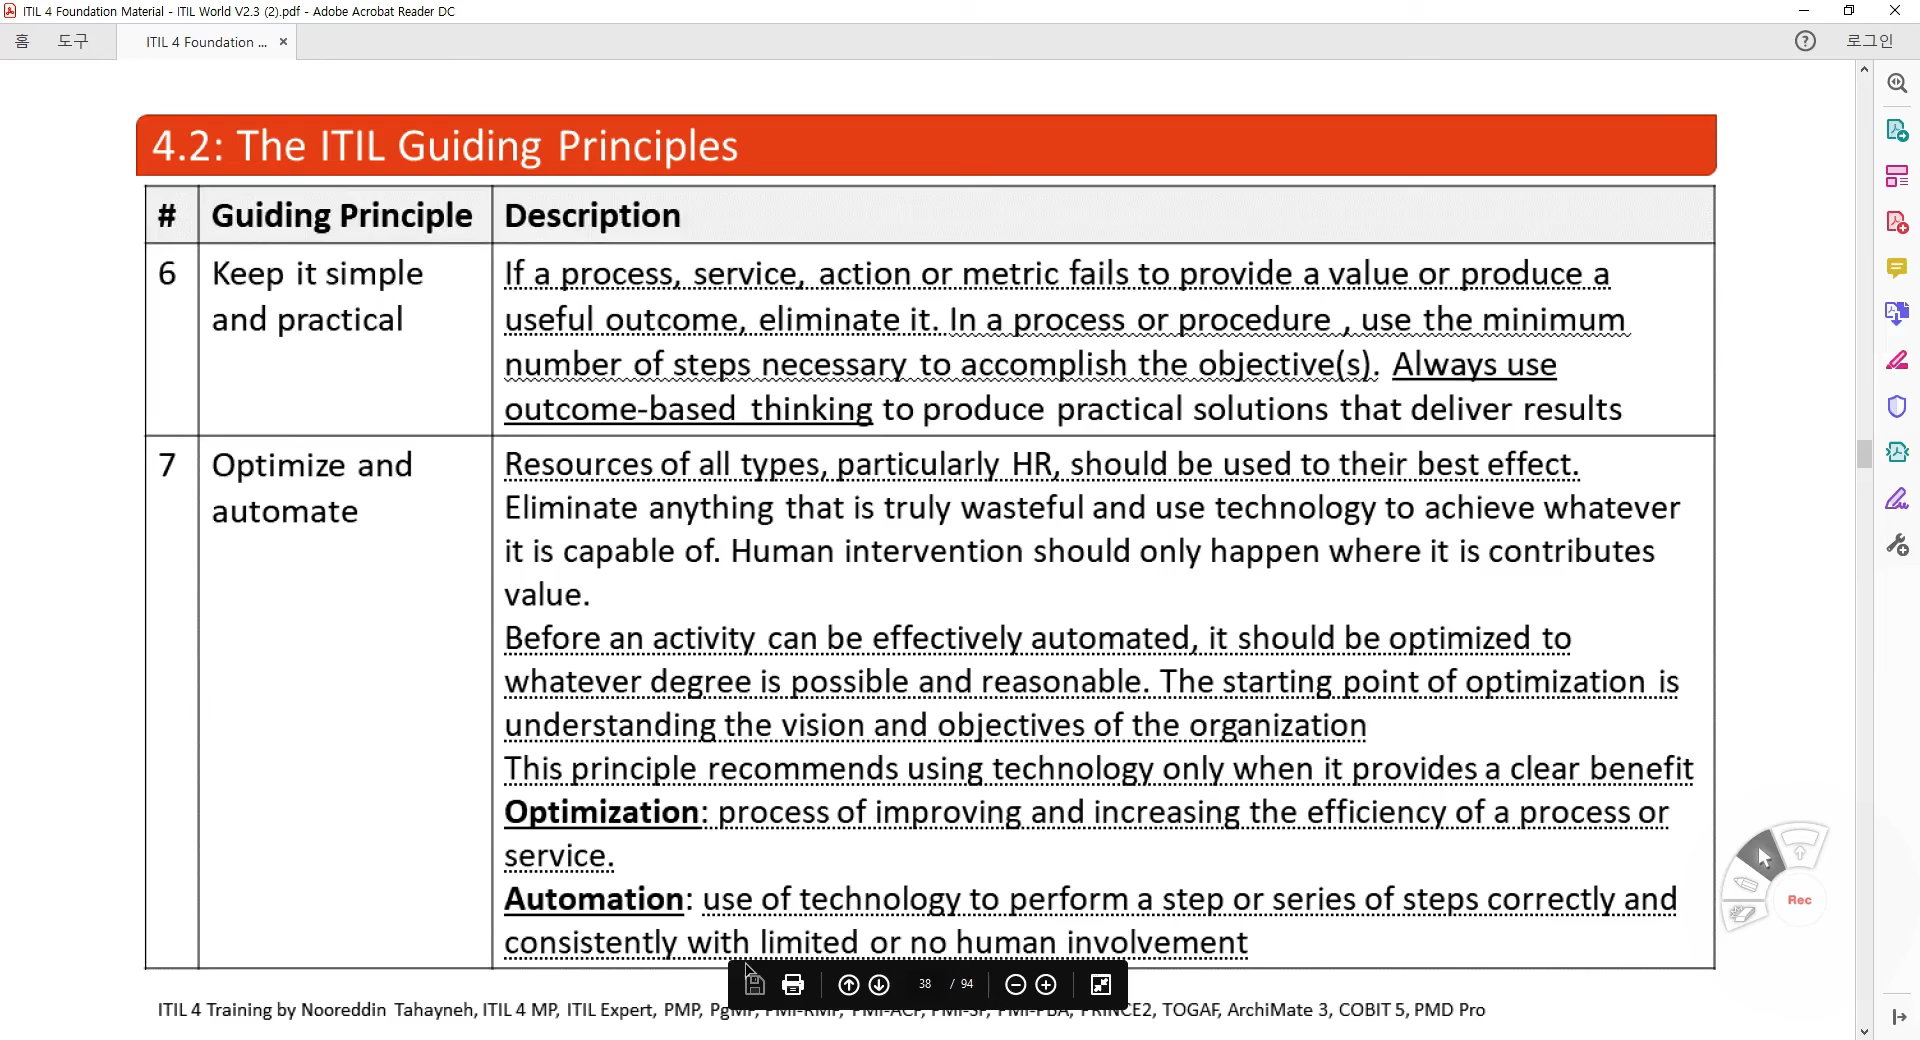 ITIL 4 Foundation Material - ITIL World V2.3 (2).pdf - Adobe Acrobat Reader DC
홈 도구 ITIL 4 Foundation ... × ? 로그인
4.2: The ITIL Guiding Principles
# Guiding Principle Description
6 Keep it simple and practical
If a process, service, action or metric fails to provide a value or produce a
useful outcome, eliminate it. In a process or procedure , use the minimum
number of steps necessary to accomplish the objective(s). Always use
outcome-based thinking to produce practical solutions that deliver results
7 Optimize and automate
Resources of all types, particularly HR, should be used to their best effect.
Eliminate anything that is truly wasteful and use technology to achieve whatever
it is capable of. Human intervention should only happen where it is contributes
value.
Before an activity can be effectively automated, it should be optimized to
whatever degree is possible and reasonable. The starting point of optimization is
understanding the vision and objectives of the organization
This principle recommends using technology only when it provides a clear benefit
Optimization: process of improving and increasing the efficiency of a process or
service.
Automation: use of technology to perform a step or series of steps correctly and
consistently with limited or no human involvement
Rec
38 / 94
ITIL 4 Training by Nooreddin Tahayneh, ITIL 4 MP, ITIL Expert, PMP, PgMP, PMI-RMP, PMI-ACP, PMI-SP, PMI-PBA, PRINCE2, TOGAF, ArchiMate 3, COBIT 5, PMD Pro